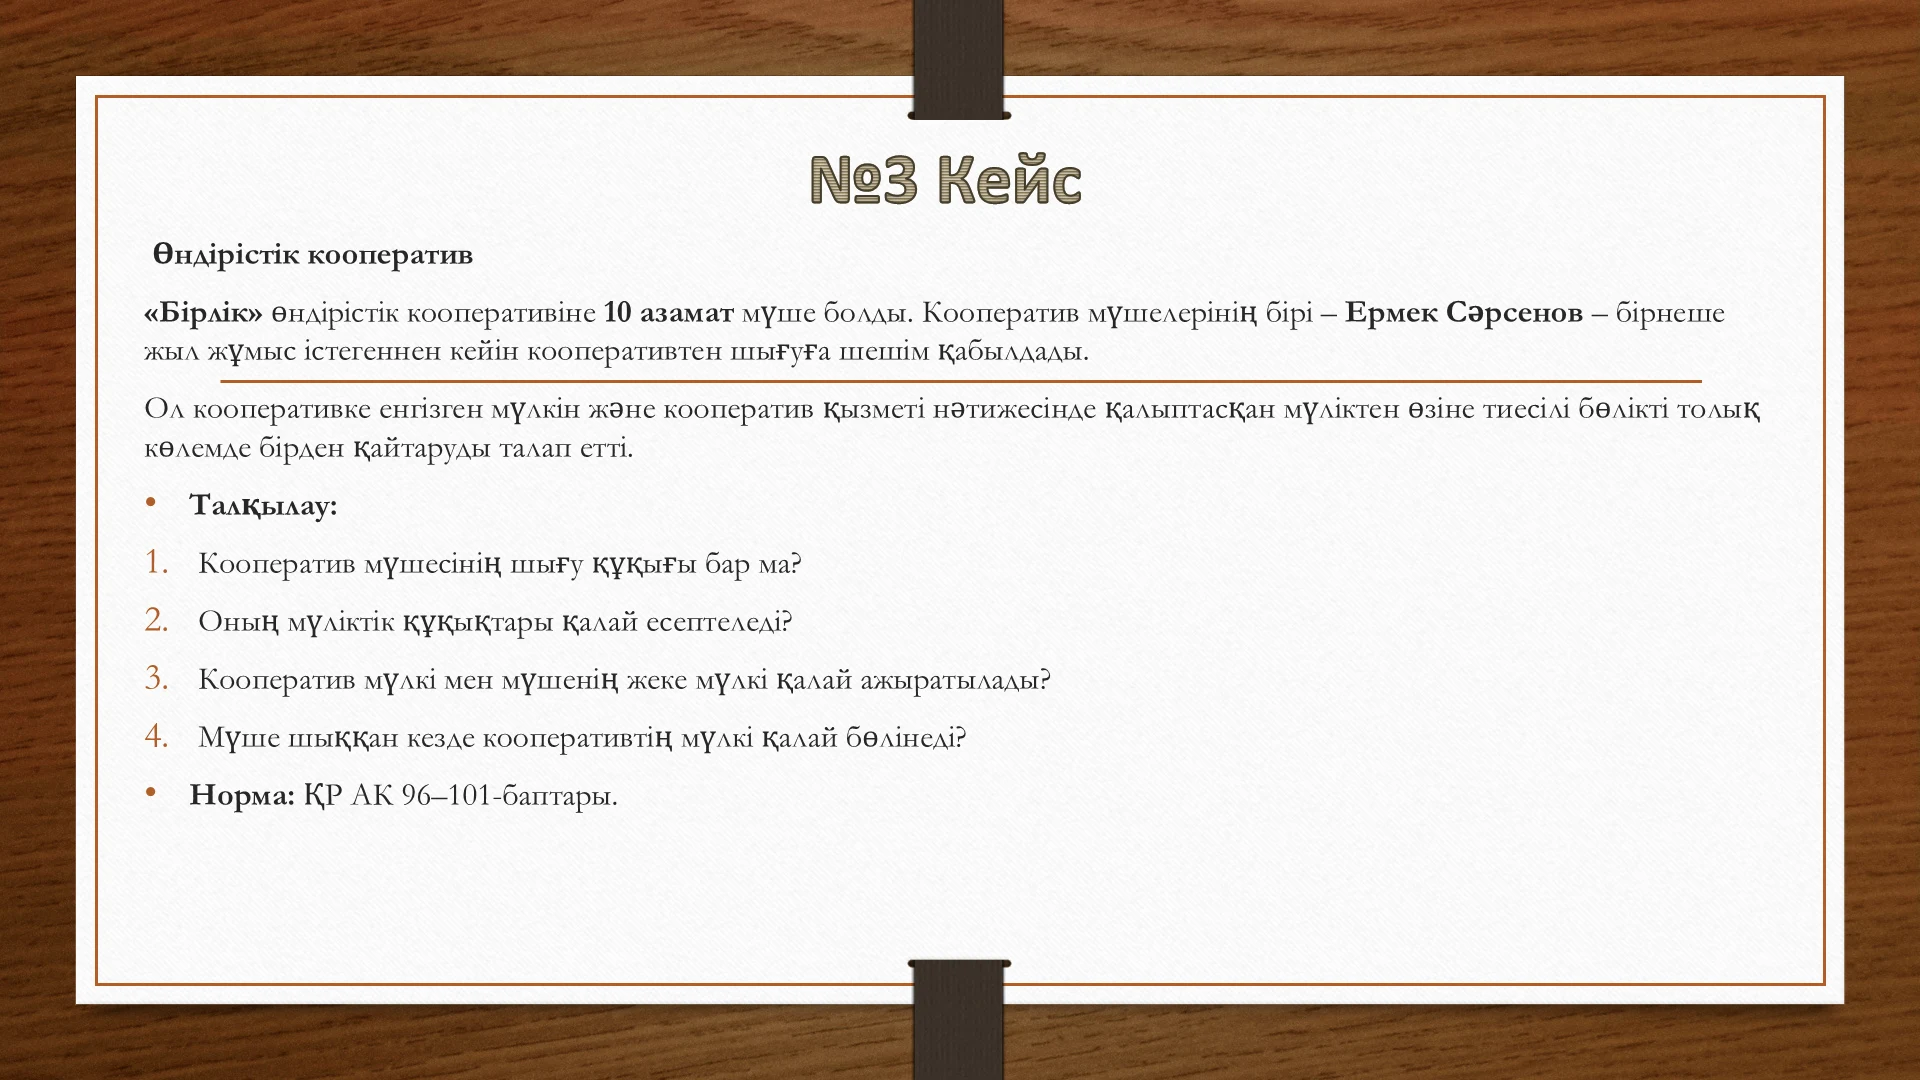 №3 Кейс
Өндірістік кооператив
«Бірлік» өндірістік кооперативіне 10 азамат мүше болды. Кооператив мүшелерінің бірі – Ермек Сәрсенов – бірнеше
жыл жұмыс істегеннен кейін кооперативтен шығуға шешім қабылдады.
Ол кооперативке енгізген мүлкін және кооператив қызметі нәтижесінде қалыптасқан мүліктен өзіне тиесілі бөлікті толық
көлемде бірден қайтаруды талап етті.
• Талқылау:
1. Кооператив мүшесінің шығу құқығы бар ма?
2. Оның мүліктік құқықтары қалай есептеледі?
3. Кооператив мүлкі мен мүшенің жеке мүлкі қалай ажыратылады?
4. Мүше шыққан кезде кооперативтің мүлкі қалай бөлінеді?
• Норма: ҚР АК 96–101-баптары.